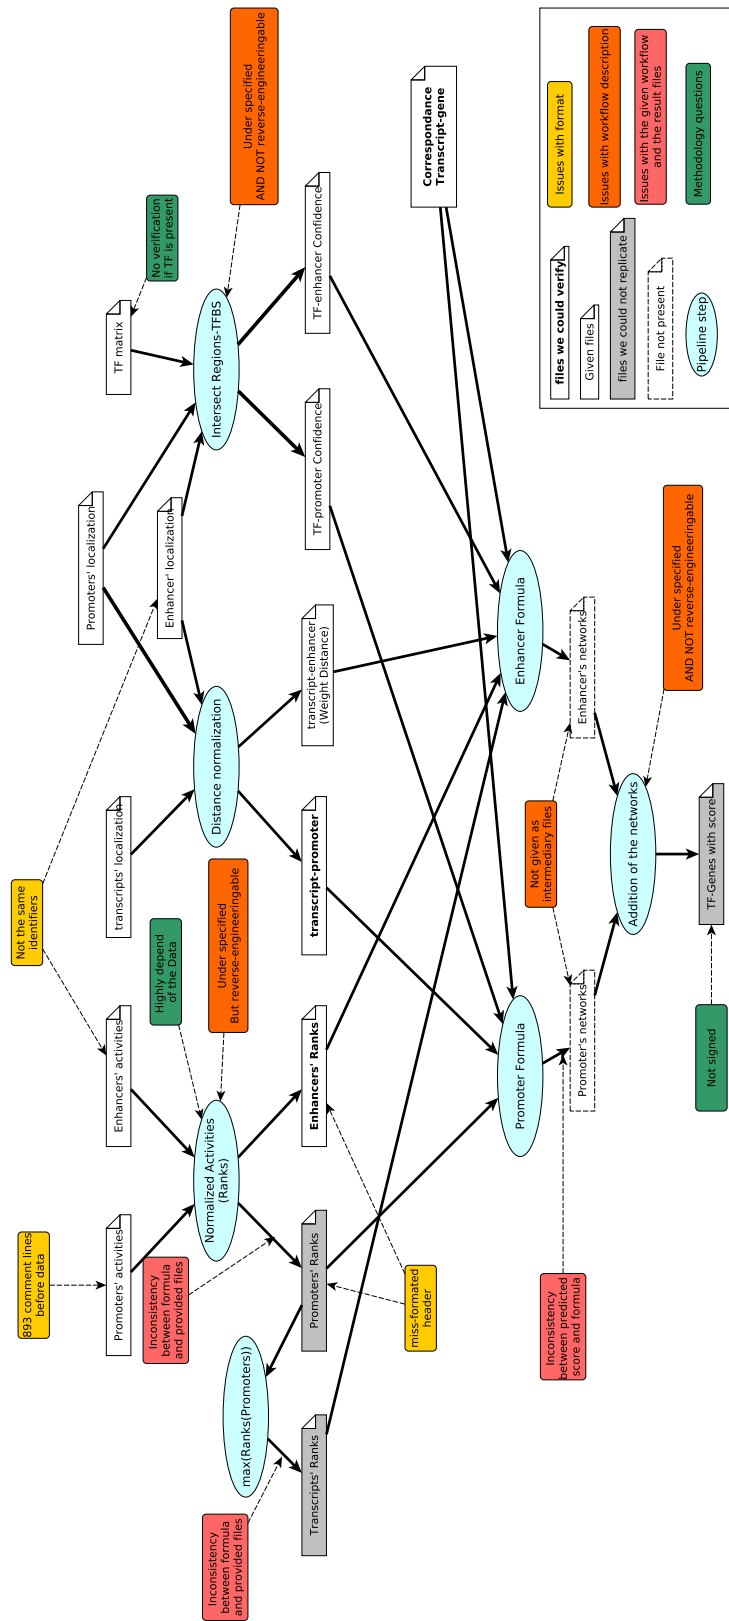 893 comment lines
before data
Not the same
identifiers
Promoters' activities
Enhancers' activities
transcripts' localization
Promoters' localization
Enhancer' localization
TF matrix
No verification
if TF is present
Under specified
AND NOT reverse-engineeringable
Inconsistency
between formula
and provided files
Highly depend
of the Data
Under specified
But reverse-engineeringable
Normalized Activities
(Ranks)
Distance normalization
Intersect Regions-TFBS
Inconsistency
between formula
and provided files
max(Ranks(Promoters))
Transcripts' Ranks
Promoters' Ranks
Enhancers' Ranks
transcript-promoter
transcript-enhancer
(Weight Distance)
TF-promoter Confidence
TF-enhancer Confidence
miss-formated
header
Correspondance
Transcript-gene
Promoter Formula
Enhancer Formula
Inconsistency
between predicted
score and formula
Promoter's networks
Not given as
intermediary files
Enhancer's networks
Addition of the networks
Under specified
AND NOT reverse-engineeringable
Not signed
TF-Genes with score
files we could verify
Issues with format
Given files
Issues with workflow description
files we could not replicate
Issues with the given workflow
and the result files
File not present
Pipeline step
Methodology questions